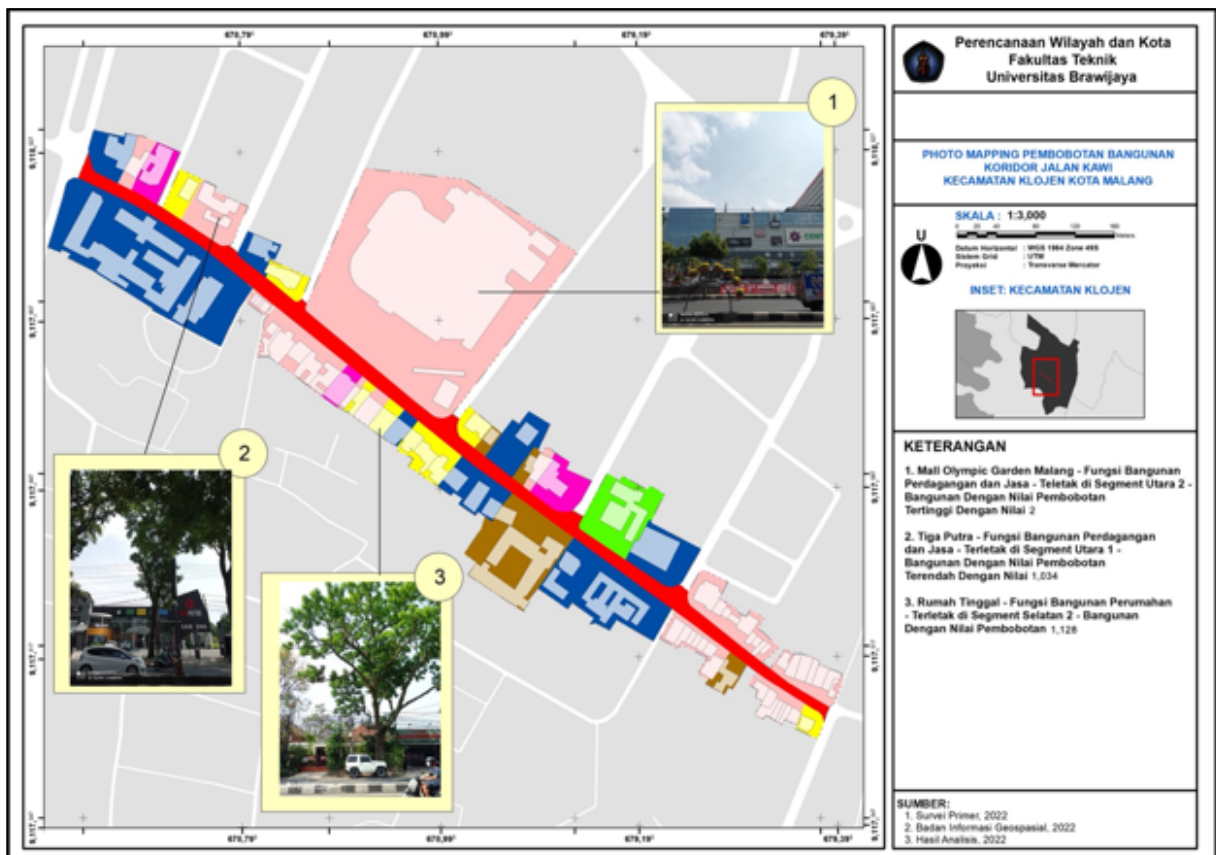 Perencanaan Wilayah dan Kota
Fakultas Teknik
Universitas Brawijaya
PHOTO MAPPING PEMBOBOTAN BANGUNAN
KORIDOR JALAN KAWI
KECAMATAN KLOJEN KOTA MALANG
SKALA : 1:3,000
Meters
Datum Horizontal : WGS 1984 Zone 49S
Sistem Grid : UTM
Proyeksi : Transverse Mercator
U
INSET: KECAMATAN KLOJEN
KETERANGAN
1. Mall Olympic Garden Malang - Fungsi Bangunan
Perdagangan dan Jasa - Teletak di Segment Utara 2 -
Bangunan Dengan Nilai Pembobotan
Tertinggi Dengan Nilai 2
2. Tiga Putra - Fungsi Bangunan Perdagangan
dan Jasa - Terletak di Segment Utara 1 -
Bangunan Dengan Nilai Pembobotan
Terendah Dengan Nilai 1,034
3. Rumah Tinggal - Fungsi Bangunan Perumahan
- Terletak di Segment Selatan 2 - Bangunan
Dengan Nilai Pembobotan 1,128
SUMBER:
1. Survei Primer, 2022
2. Badan Informasi Geospasial, 2022
3. Hasil Analisis, 2022
1
2
3